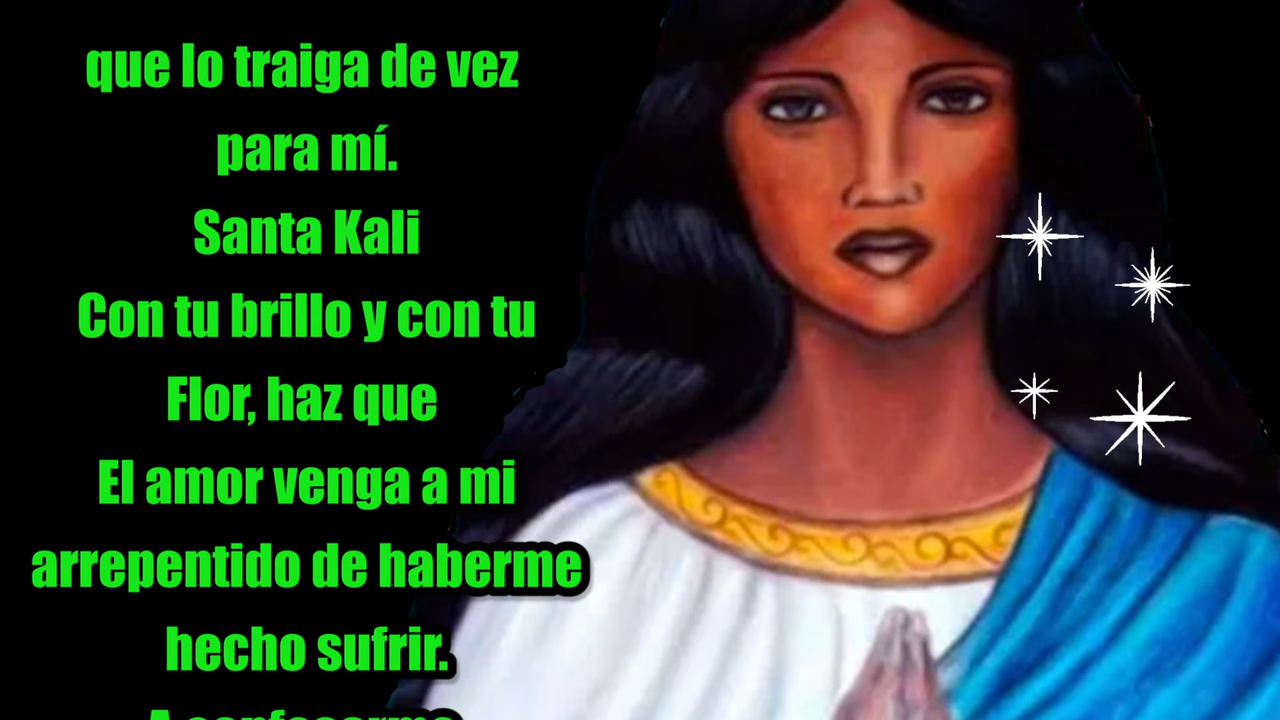 que lo traiga de vez
para mí.
Santa Kali
Con tu brillo y con tu
Flor, haz que
El amor venga a mi
arrepentido de haberme
hecho sufrir.